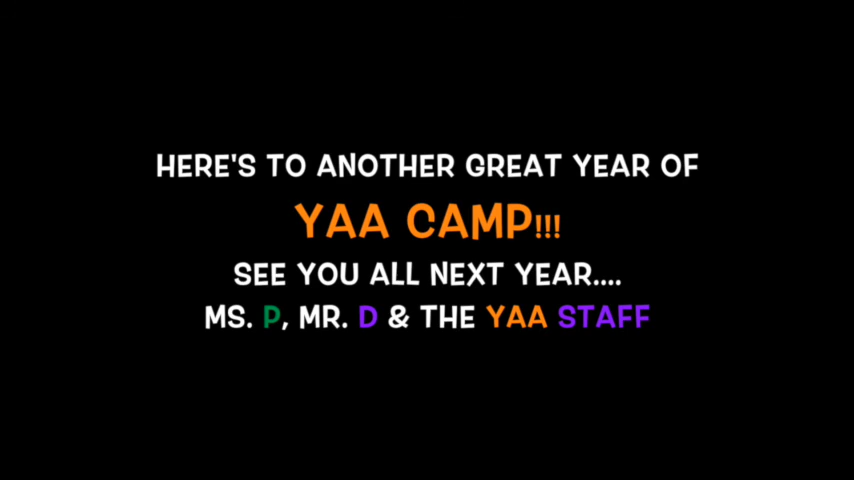 HERE'S TO ANOTHER GREAT YEAR OF
YAA CAMP!!!
SEE YOU ALL NEXT YEAR....
MS. P, MR. D & THE YAA STAFF